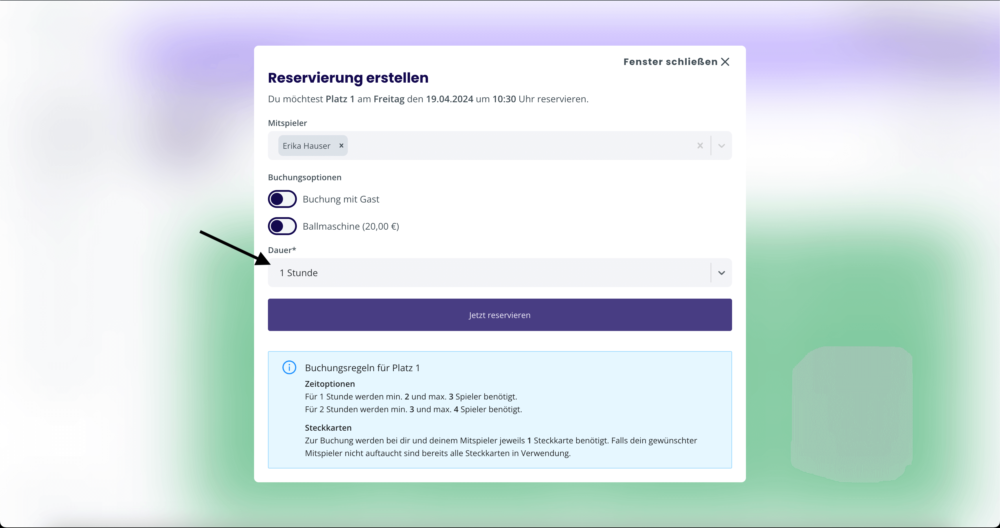 Fenster schließen
Reservierung erstellen
Du möchtest Platz 1 am Freitag den 19.04.2024 um 10:30 Uhr reservieren.
Mitspieler
Erika Hauser
Buchungsoptionen
Buchung mit Gast
Ballmaschine (20,00 €)
Dauer*
1 Stunde
Jetzt reservieren
Buchungsregeln für Platz 1
Zeitoptionen
Für 1 Stunde werden min. 2 und max. 3 Spieler benötigt.
Für 2 Stunden werden min. 3 und max. 4 Spieler benötigt.
Steckkarten
Zur Buchung werden bei dir und deinem Mitspieler jeweils 1 Steckkarte benötigt. Falls dein gewünschter
Mitspieler nicht auftaucht sind bereits alle Steckkarten in Verwendung.